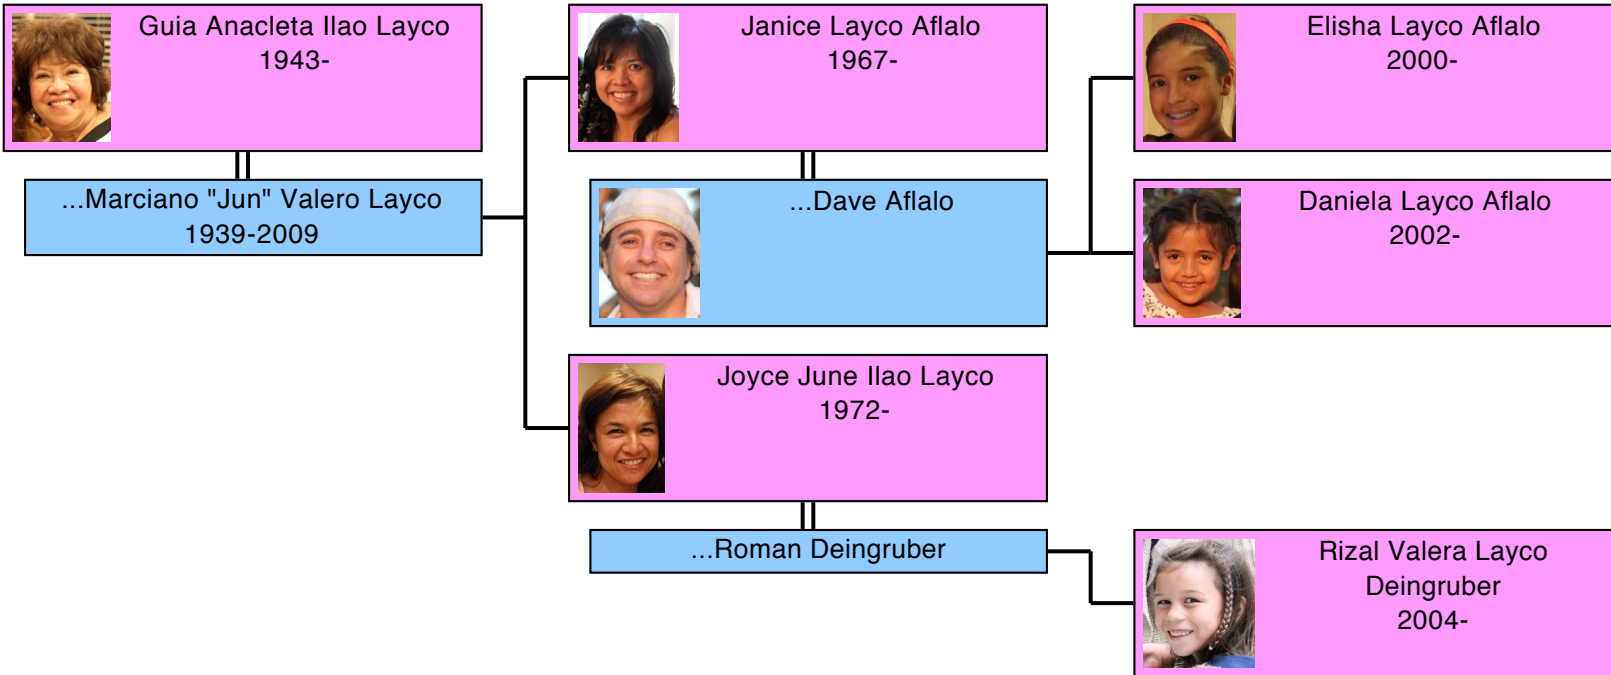 Guia Anacleta Ilao Layco
1943-
...Marciano "Jun" Valero Layco
1939-2009
Janice Layco Aflalo
1967-
...Dave Aflalo
Joyce June Ilao Layco
1972-
...Roman Deingruber
Elisha Layco Aflalo
2000-
Daniela Layco Aflalo
2002-
Rizal Valera Layco
Deingruber
2004-